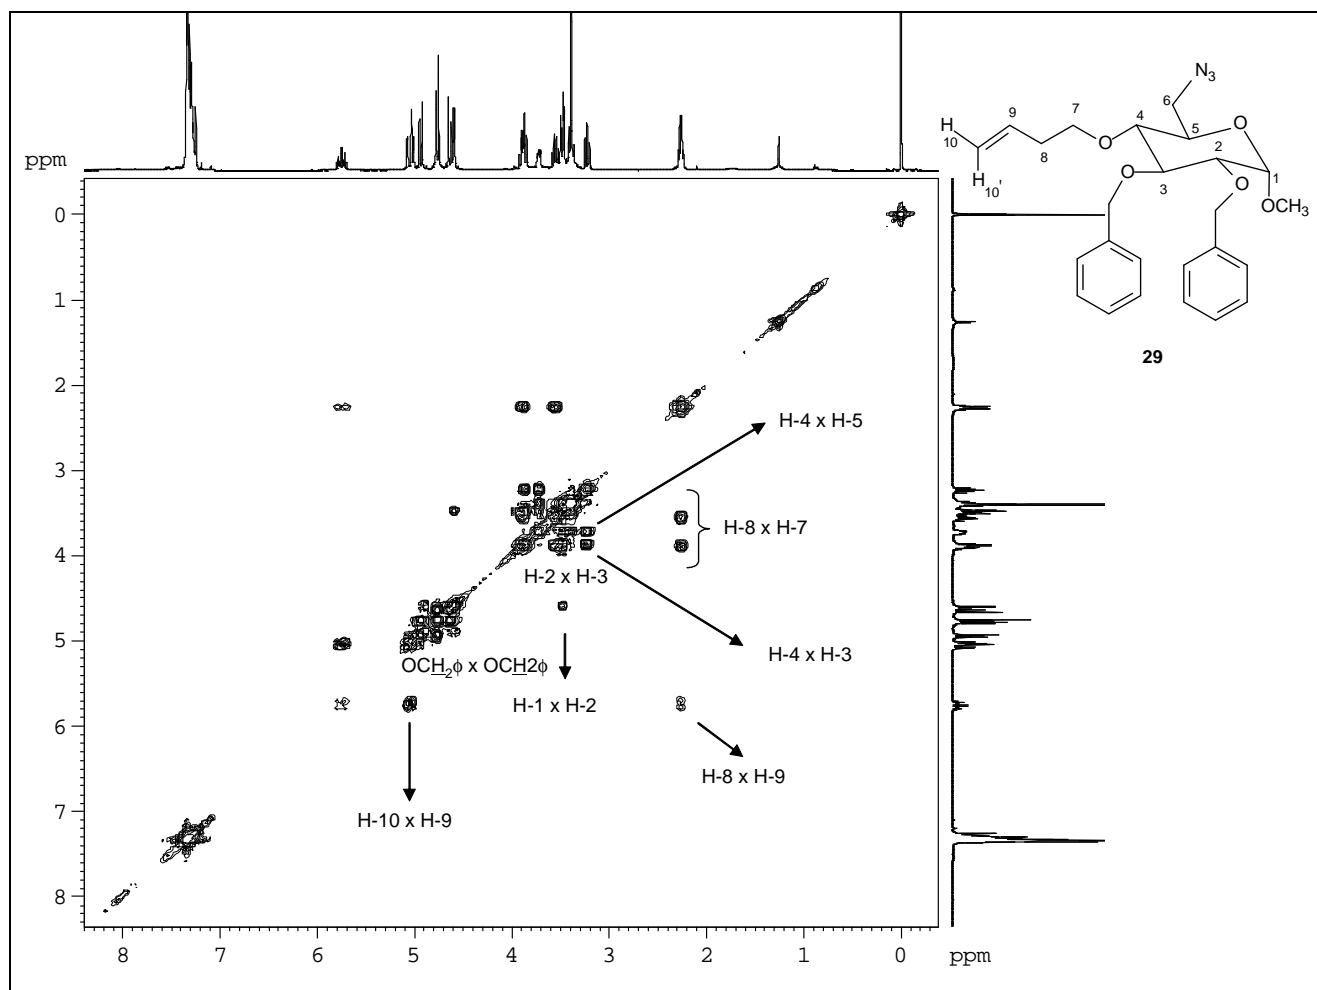 ppm
0
1
2
3
4
5
6
7
8
8 7 6 5 4 3 2 1 0 ppm
H-4 x H-5
H-8 x H-7
H-2 x H-3
H-4 x H-3
OCH₂ϕ x OCH2ϕ
H-1 x H-2
H-8 x H-9
H-10 x H-9
N₃
6
7
9
4
5
O
H
10
8
O
2
H
10'
O
3
O
1
OCH₃
29